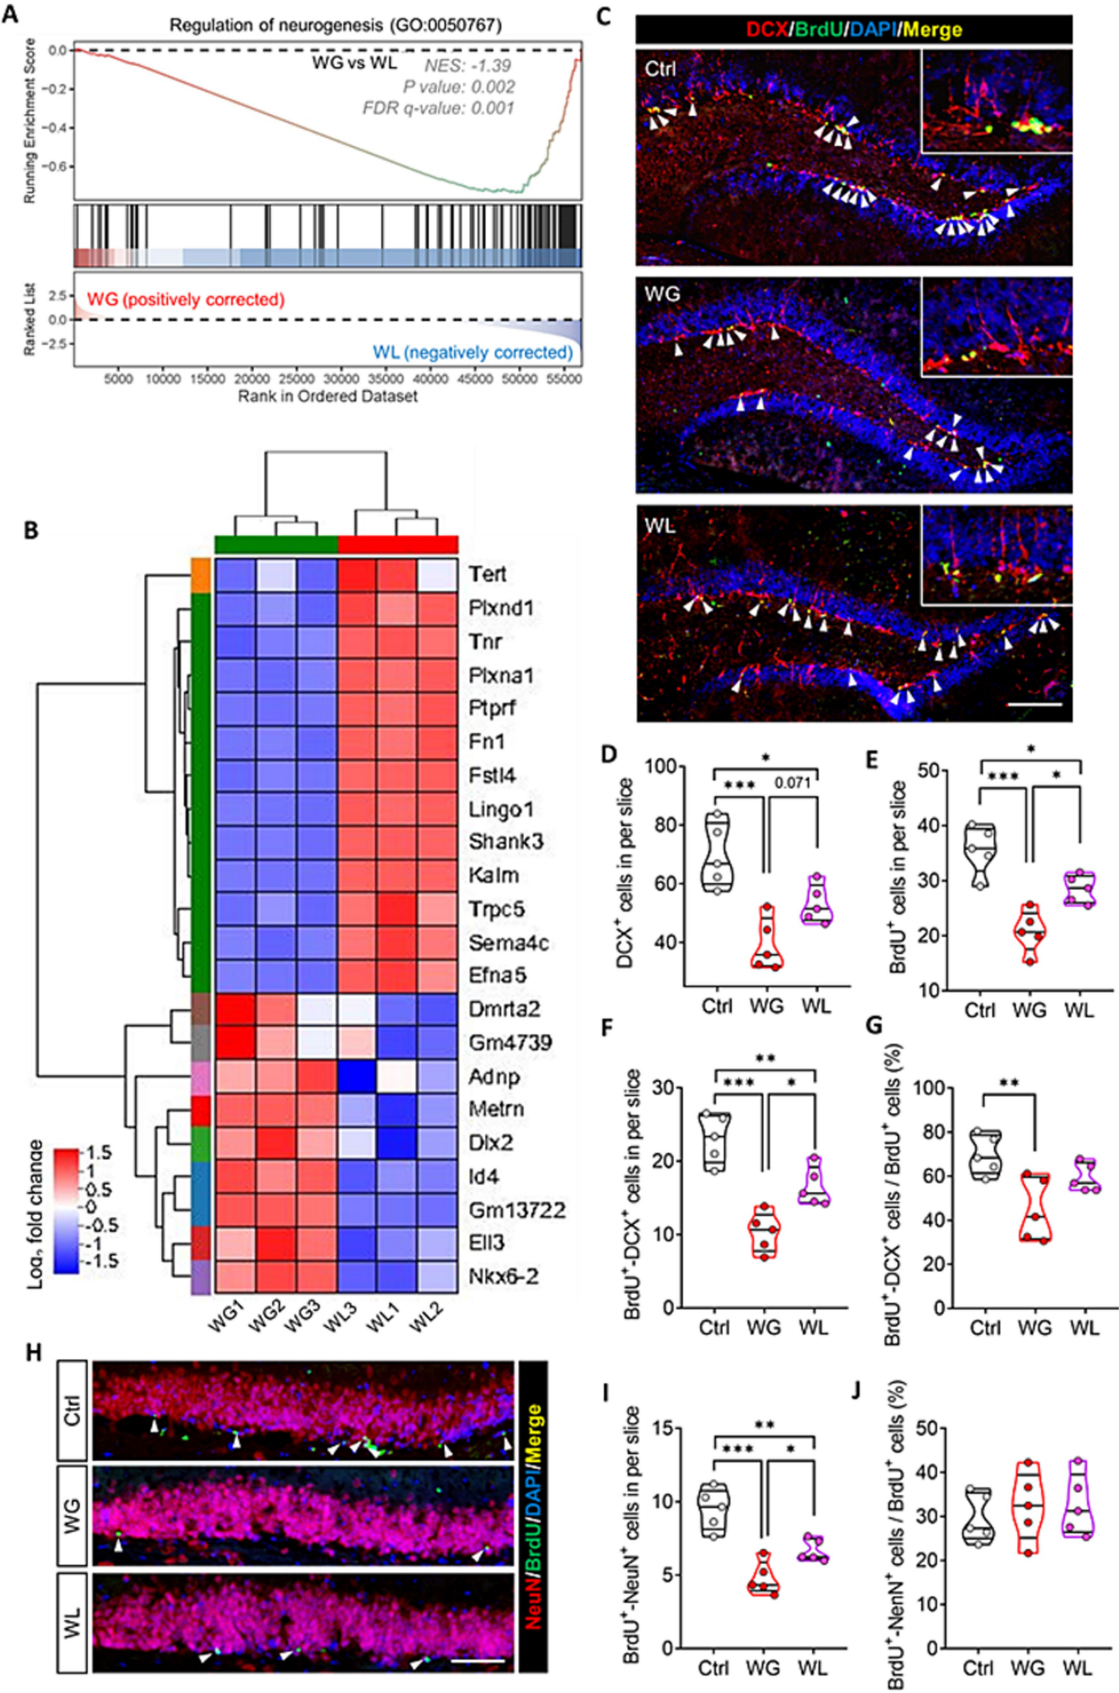 A
Regulation of neurogenesis (GO:0050767)
Running Enrichment Score
0.0
−0.2
−0.4
−0.6
WG vs WL
NES: -1.39
P value: 0.002
FDR q-value: 0.001
Ranked List
2.5
0.0
−2.5
WG (positively corrected)
WL (negatively corrected)
5000 10000 15000 20000 25000 30000 35000 40000 45000 50000 55000
Rank in Ordered Dataset
B
Tert
Plxnd1
Tnr
Plxna1
Ptprf
Fn1
Fstl4
Lingo1
Shank3
Kalrn
Trpc5
Sema4c
Efna5
Dmrta2
Gm4739
Adnp
Metrn
Dlx2
Id4
Gm13722
Ell3
Nkx6-2
WG1 WG2 WG3 WL3 WL1 WL2
Log₂ fold change
1.5
1
0.5
0
-0.5
-1
-1.5
C
DCX/BrdU/DAPI/Merge
Ctrl
WG
WL
D
DCX⁺ cells in per slice
100
80
60
40
*
***
0.071
Ctrl WG WL
E
BrdU⁺ cells in per slice
50
40
30
20
10
*
*** *
Ctrl WG WL
F
BrdU⁺-DCX⁺ cells in per slice
30
20
10
0
**
*** *
Ctrl WG WL
G
BrdU⁺-DCX⁺ cells / BrdU⁺ cells (%)
100
80
60
40
20
0
**
Ctrl WG WL
H
Ctrl
WG
WL
NeuN/BrdU/DAPI/Merge
I
BrdU⁺-NeuN⁺ cells in per slice
15
10
5
0
**
*** *
Ctrl WG WL
J
BrdU⁺-NenN⁺ cells / BrdU⁺ cells (%)
50
40
30
20
10
0
Ctrl WG WL